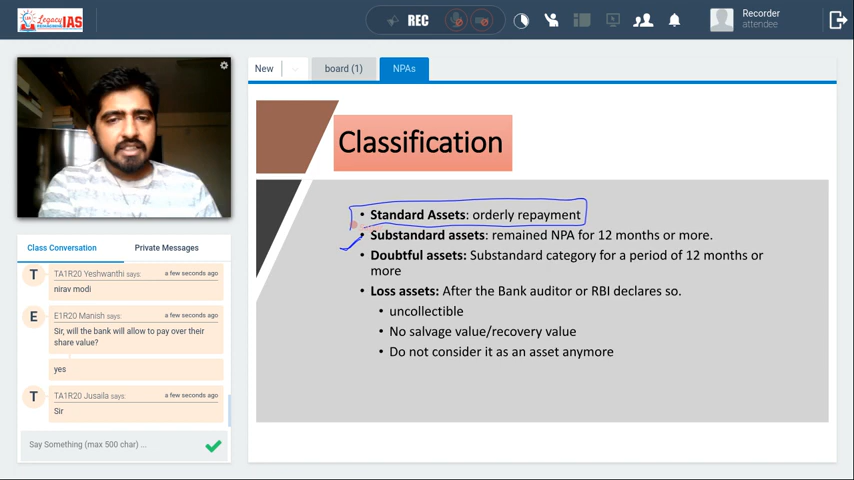 Legacy IAS
REC
Recorder
attendee
New
board (1)
NPAs
Classification
• Standard Assets: orderly repayment
• Substandard assets: remained NPA for 12 months or more.
• Doubtful assets: Substandard category for a period of 12 months or
more
• Loss assets: After the Bank auditor or RBI declares so.
• uncollectible
• No salvage value/recovery value
• Do not consider it as an asset anymore
Class Conversation
Private Messages
T
TA1R20 Yeshwanthi says:
a few seconds ago
nirav modi
E
E1R20 Manish says:
a few seconds ago
Sir, will the bank will allow to pay over their
share value?
yes
T
TA1R20 Jusaila says:
a few seconds ago
Sir
Say Something (max 500 char) ...